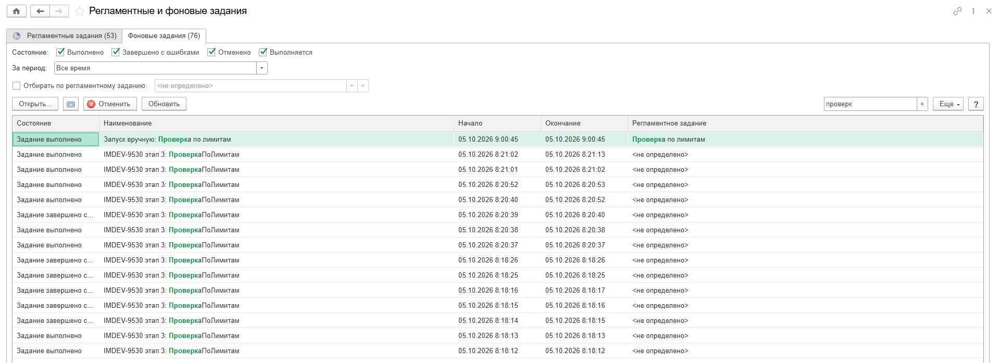 Регламентные и фоновые задания
Регламентные задания (53) Фоновые задания (76)
Состояние: Выполнено Завершено с ошибками Отменено Выполняется
За период: Все время
Отбирать по регламентному заданию: <не определено>
Открыть... Отменить Обновить проверк × Еще ?
Состояние Наименование Начало Окончание Регламентное задание
Задание выполнено Запуск вручную: Проверка по лимитам 05.10.2026 9:00:45 05.10.2026 9:00:45 Проверка по лимитам
Задание выполнено IMDEV-9530 этап 3: ПроверкаПоЛимитам 05.10.2026 8:21:02 05.10.2026 8:21:13 <не определено>
Задание выполнено IMDEV-9530 этап 3: ПроверкаПоЛимитам 05.10.2026 8:21:01 05.10.2026 8:21:02 <не определено>
Задание выполнено IMDEV-9530 этап 3: ПроверкаПоЛимитам 05.10.2026 8:20:52 05.10.2026 8:20:53 <не определено>
Задание выполнено IMDEV-9530 этап 3: ПроверкаПоЛимитам 05.10.2026 8:20:40 05.10.2026 8:20:52 <не определено>
Задание завершено с... IMDEV-9530 этап 3: ПроверкаПоЛимитам 05.10.2026 8:20:39 05.10.2026 8:20:40 <не определено>
Задание выполнено IMDEV-9530 этап 3: ПроверкаПоЛимитам 05.10.2026 8:20:38 05.10.2026 8:20:38 <не определено>
Задание выполнено IMDEV-9530 этап 3: ПроверкаПоЛимитам 05.10.2026 8:20:37 05.10.2026 8:20:37 <не определено>
Задание завершено с... IMDEV-9530 этап 3: ПроверкаПоЛимитам 05.10.2026 8:18:26 05.10.2026 8:18:26 <не определено>
Задание завершено с... IMDEV-9530 этап 3: ПроверкаПоЛимитам 05.10.2026 8:18:25 05.10.2026 8:18:25 <не определено>
Задание завершено с... IMDEV-9530 этап 3: ПроверкаПоЛимитам 05.10.2026 8:18:16 05.10.2026 8:18:17 <не определено>
Задание завершено с... IMDEV-9530 этап 3: ПроверкаПоЛимитам 05.10.2026 8:18:15 05.10.2026 8:18:16 <не определено>
Задание завершено с... IMDEV-9530 этап 3: ПроверкаПоЛимитам 05.10.2026 8:18:14 05.10.2026 8:18:15 <не определено>
Задание выполнено IMDEV-9530 этап 3: ПроверкаПоЛимитам 05.10.2026 8:18:13 05.10.2026 8:18:13 <не определено>
Задание выполнено IMDEV-9530 этап 3: ПроверкаПоЛимитам 05.10.2026 8:18:12 05.10.2026 8:18:12 <не определено>